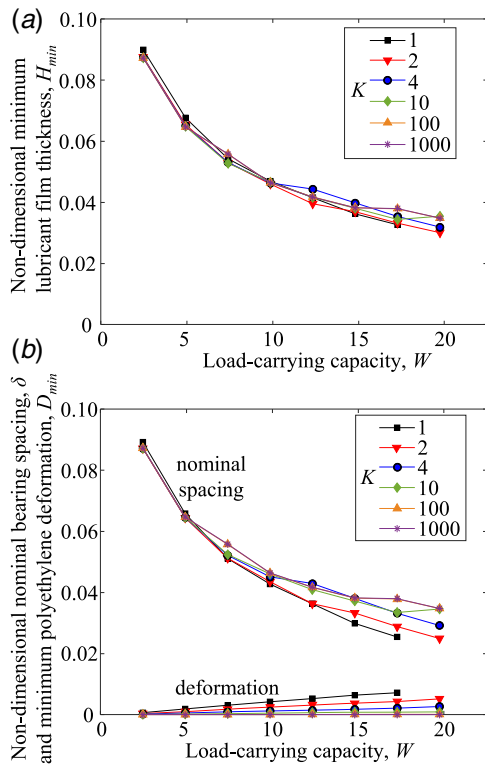 (a)
Non-dimensional minimum
lubricant film thickness, H_min
0.10
0.08
0.06
0.04
0.02
0
K
1
2
4
10
100
1000
0 5 10 15 20
Load-carrying capacity, W
(b)
Non-dimensional nominal bearing spacing, δ
and minimum polyethylene deformation, D_min
0.10
0.08
0.06
0.04
0.02
0
nominal
spacing
deformation
K
1
2
4
10
100
1000
0 5 10 15 20
Load-carrying capacity, W